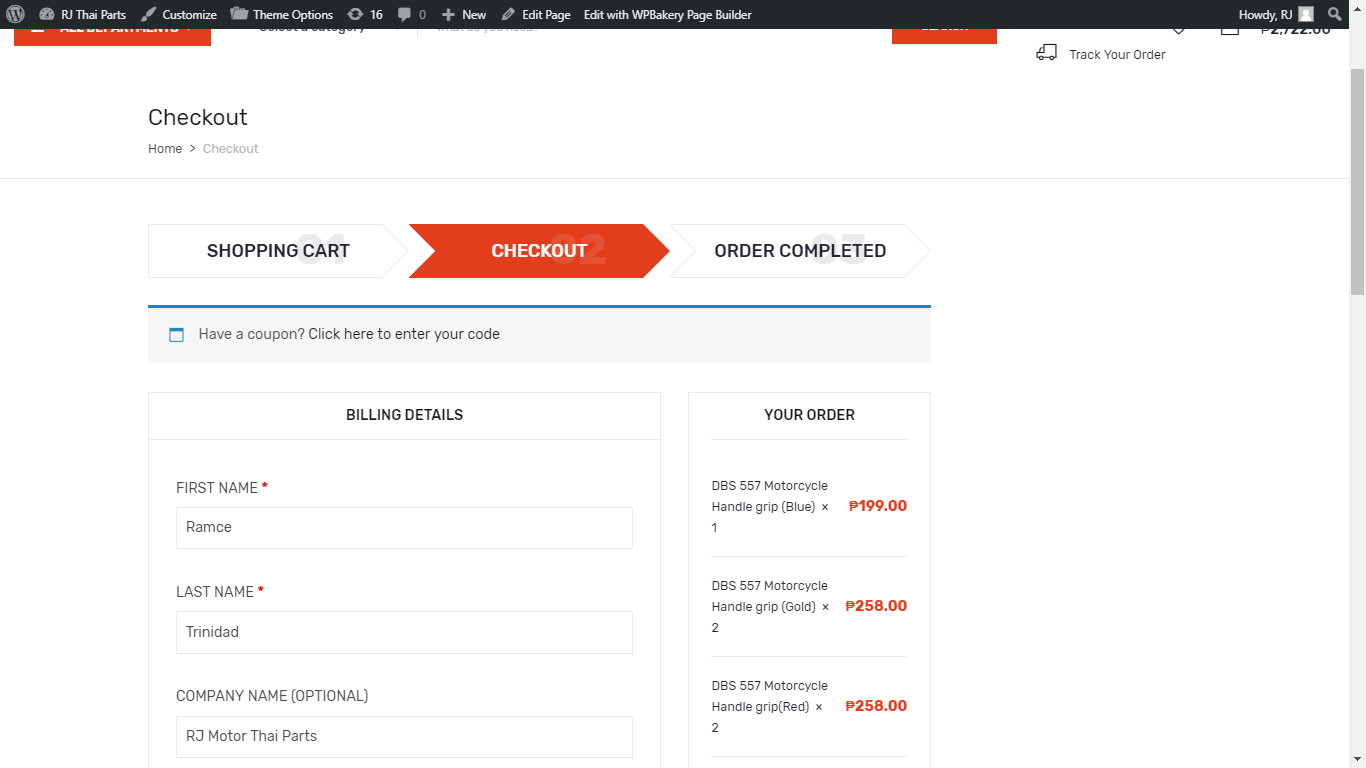 RJ Thai Parts Customize Theme Options 16 0 New Edit Page Edit with WPBakery Page Builder Howdy, RJ
₱2,722.00
Track Your Order
Checkout
Home > Checkout
SHOPPING CART 01
CHECKOUT 02
ORDER COMPLETED 03
Have a coupon? Click here to enter your code
BILLING DETAILS
FIRST NAME *
Ramce
LAST NAME *
Trinidad
COMPANY NAME (OPTIONAL)
RJ Motor Thai Parts
YOUR ORDER
DBS 557 Motorcycle
Handle grip (Blue) × ₱199.00
1
DBS 557 Motorcycle
Handle grip (Gold) × ₱258.00
2
DBS 557 Motorcycle
Handle grip(Red) × ₱258.00
2